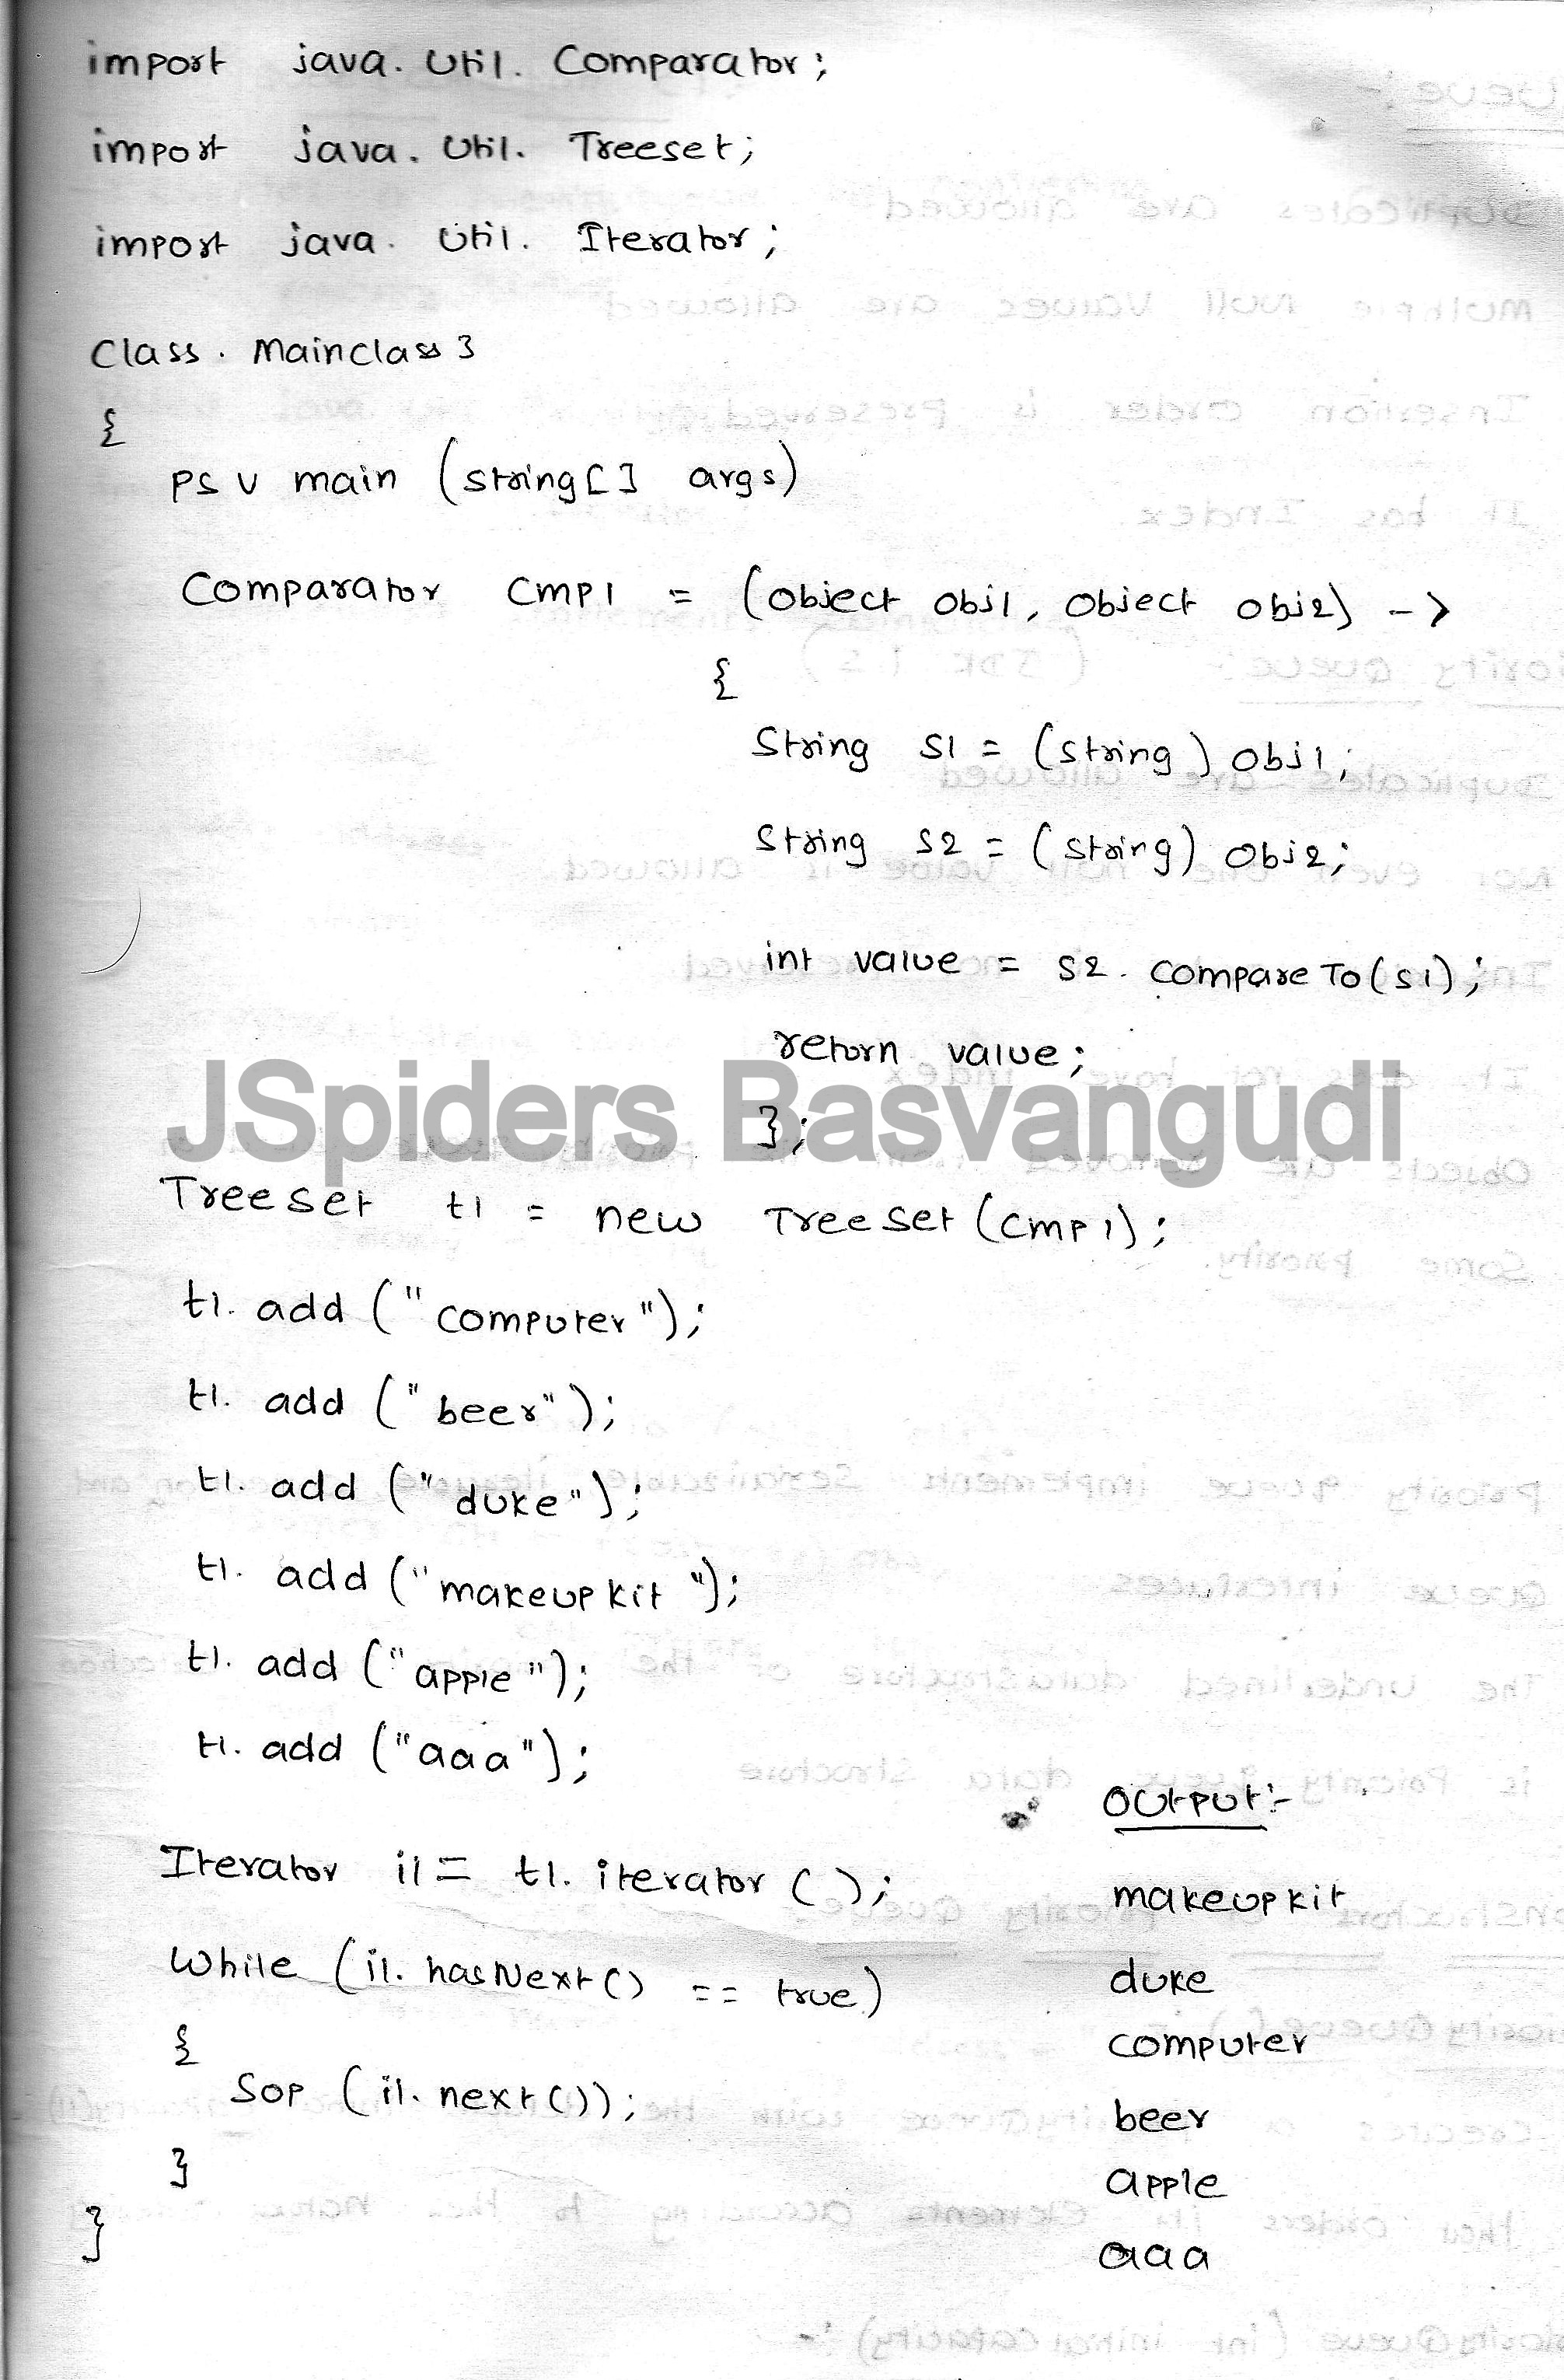 import java. util. Comparator;
import java. util. Treeset;
import java. util. Iterator;
Class. Mainclass3
{
PSV main (string[] args)
Comparator cmp1 = (object obj1, object obj2) ->
{
String s1 = (string) obj1;
String s2 = (string) obj2;
int value = s2. compareTo(s1);
return value;
};
JSpiders Basvangudi
TreeSet t1 = new TreeSet(cmp1);
t1. add ("computer");
t1. add ("beer");
t1. add ("duke");
t1. add ("makeupkit");
t1. add ("apple");
t1. add ("aaa");
Iterator i1 = t1. iterator();
While (i1. hasNext() == true)
{
Sop (i1. next());
}
}
Output:-
makeupkit
duke
computer
beer
apple
aaa